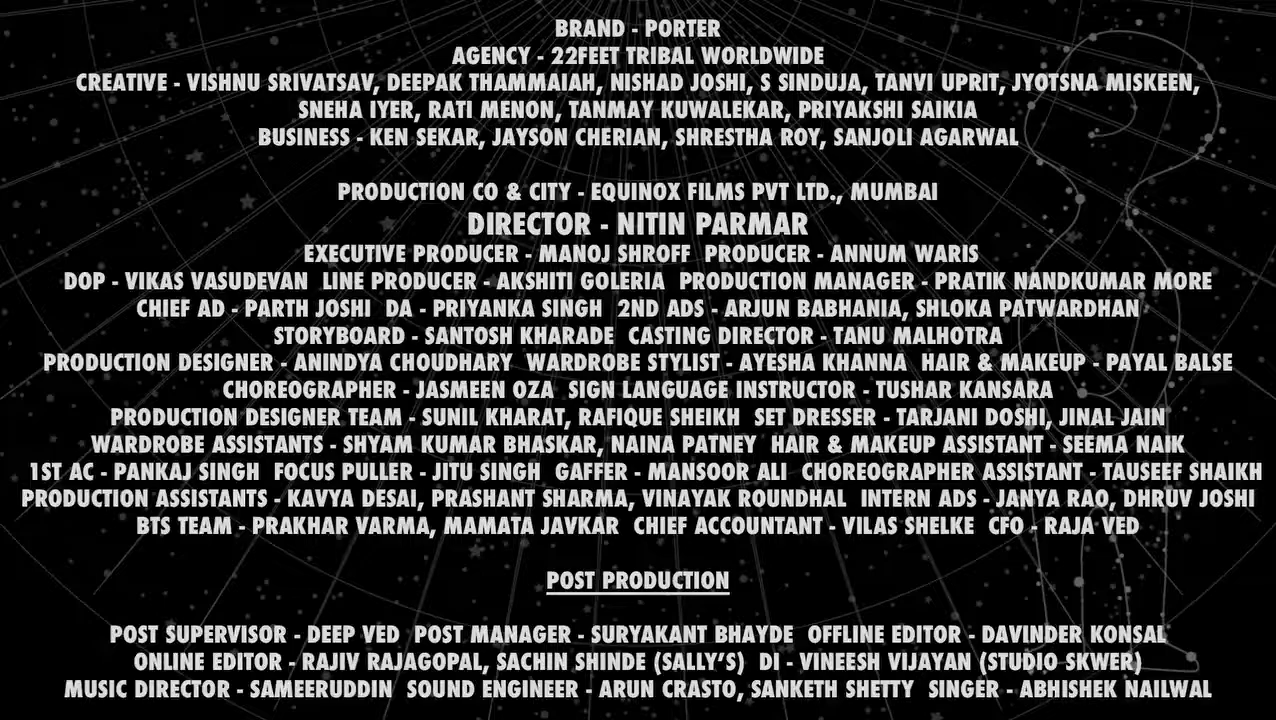 BRAND - PORTER
AGENCY - 22FEET TRIBAL WORLDWIDE
CREATIVE - VISHNU SRIVATSAV, DEEPAK THAMMAIAH, NISHAD JOSHI, S SINDUJA, TANVI UPRIT, JYOTSNA MISKEEN,
SNEHA IYER, RATI MENON, TANMAY KUWALEKAR, PRIYAKSHI SAIKIA
BUSINESS - KEN SEKAR, JAYSON CHERIAN, SHRESTHA ROY, SANJOLI AGARWAL
PRODUCTION CO & CITY - EQUINOX FILMS PVT LTD., MUMBAI
DIRECTOR - NITIN PARMAR
EXECUTIVE PRODUCER - MANOJ SHROFF PRODUCER - ANNUM WARIS
DOP - VIKAS VASUDEVAN LINE PRODUCER - AKSHITI GOLERIA PRODUCTION MANAGER - PRATIK NANDKUMAR MORE
CHIEF AD - PARTH JOSHI DA - PRIYANKA SINGH 2ND ADS - ARJUN BABHANIA, SHLOKA PATWARDHAN
STORYBOARD - SANTOSH KHARADE CASTING DIRECTOR - TANU MALHOTRA
PRODUCTION DESIGNER - ANINDYA CHOUDHARY WARDROBE STYLIST - AYESHA KHANNA HAIR & MAKEUP - PAYAL BALSE
CHOREOGRAPHER - JASMEEN OZA SIGN LANGUAGE INSTRUCTOR - TUSHAR KANSARA
PRODUCTION DESIGNER TEAM - SUNIL KHARAT, RAFIQUE SHEIKH SET DRESSER - TARJANI DOSHI, JINAL JAIN
WARDROBE ASSISTANTS - SHYAM KUMAR BHASKAR, NAINA PATNEY HAIR & MAKEUP ASSISTANT - SEEMA NAIK
1ST AC - PANKAJ SINGH FOCUS PULLER - JITU SINGH GAFFER - MANSOOR ALI CHOREOGRAPHER ASSISTANT - TAUSEEF SHAIKH
PRODUCTION ASSISTANTS - KAVYA DESAI, PRASHANT SHARMA, VINAYAK ROUNDHAL INTERN ADS - JANYA RAO, DHRUV JOSHI
BTS TEAM - PRAKHAR VARMA, MAMATA JAVKAR CHIEF ACCOUNTANT - VILAS SHELKE CFO - RAJA VED
POST PRODUCTION
POST SUPERVISOR - DEEP VED POST MANAGER - SURYAKANT BHAYDE OFFLINE EDITOR - DAVINDER KONSAL
ONLINE EDITOR - RAJIV RAJAGOPAL, SACHIN SHINDE (SALLY'S) DI - VINEESH VIJAYAN (STUDIO SKWER)
MUSIC DIRECTOR - SAMEERUDDIN SOUND ENGINEER - ARUN CRASTO, SANKETH SHETTY SINGER - ABHISHEK NAILWAL